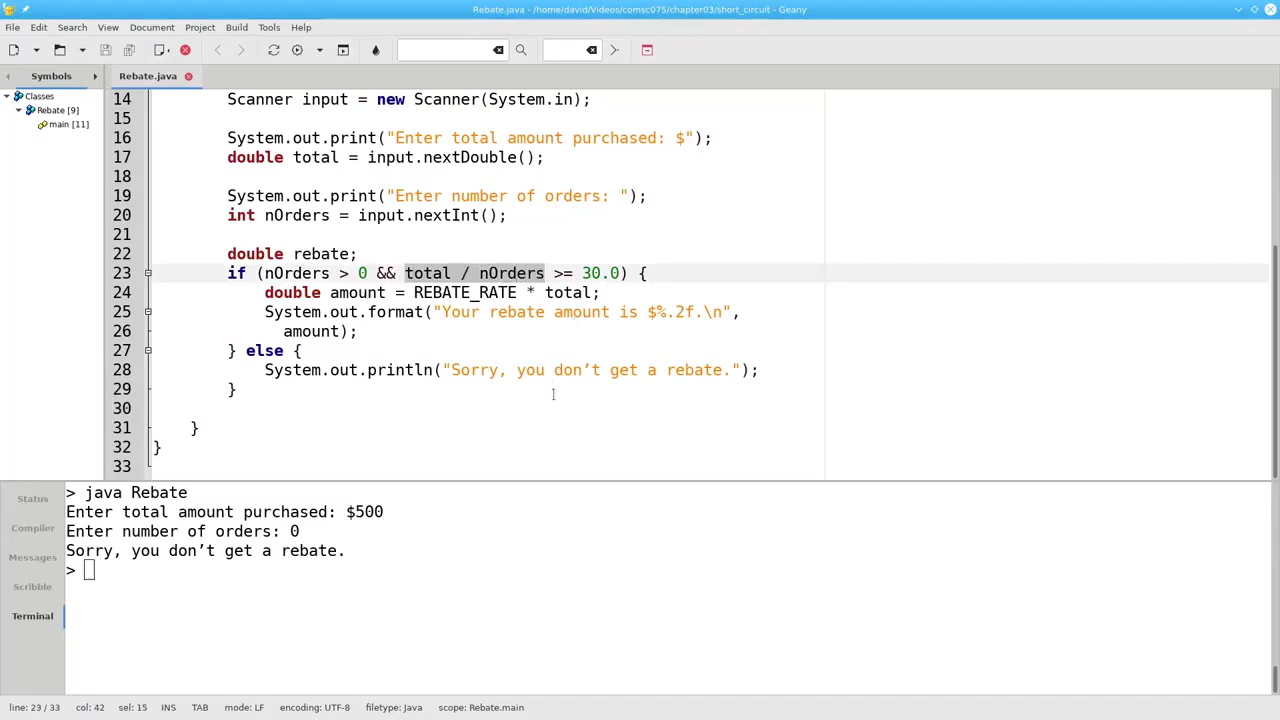 Rebate.java - /home/david/Videos/comsc075/chapter03/short_circuit - Geany
File Edit Search View Document Project Build Tools Help
Symbols Rebate.java
Classes
Rebate [9]
main [11]
14 Scanner input = new Scanner(System.in);
15
16 System.out.print("Enter total amount purchased: $");
17 double total = input.nextDouble();
18
19 System.out.print("Enter number of orders: ");
20 int nOrders = input.nextInt();
21
22 double rebate;
23 if (nOrders > 0 && total / nOrders >= 30.0) {
24 double amount = REBATE_RATE * total;
25 System.out.format("Your rebate amount is $%.2f.\n",
26 amount);
27 } else {
28 System.out.println("Sorry, you don’t get a rebate.");
29 }
30
31 }
32 }
33
Status
Compiler
Messages
Scribble
Terminal
> java Rebate
Enter total amount purchased: $500
Enter number of orders: 0
Sorry, you don’t get a rebate.
>
line: 23 / 33 col: 42 sel: 15 INS TAB mode: LF encoding: UTF-8 filetype: Java scope: Rebate.main